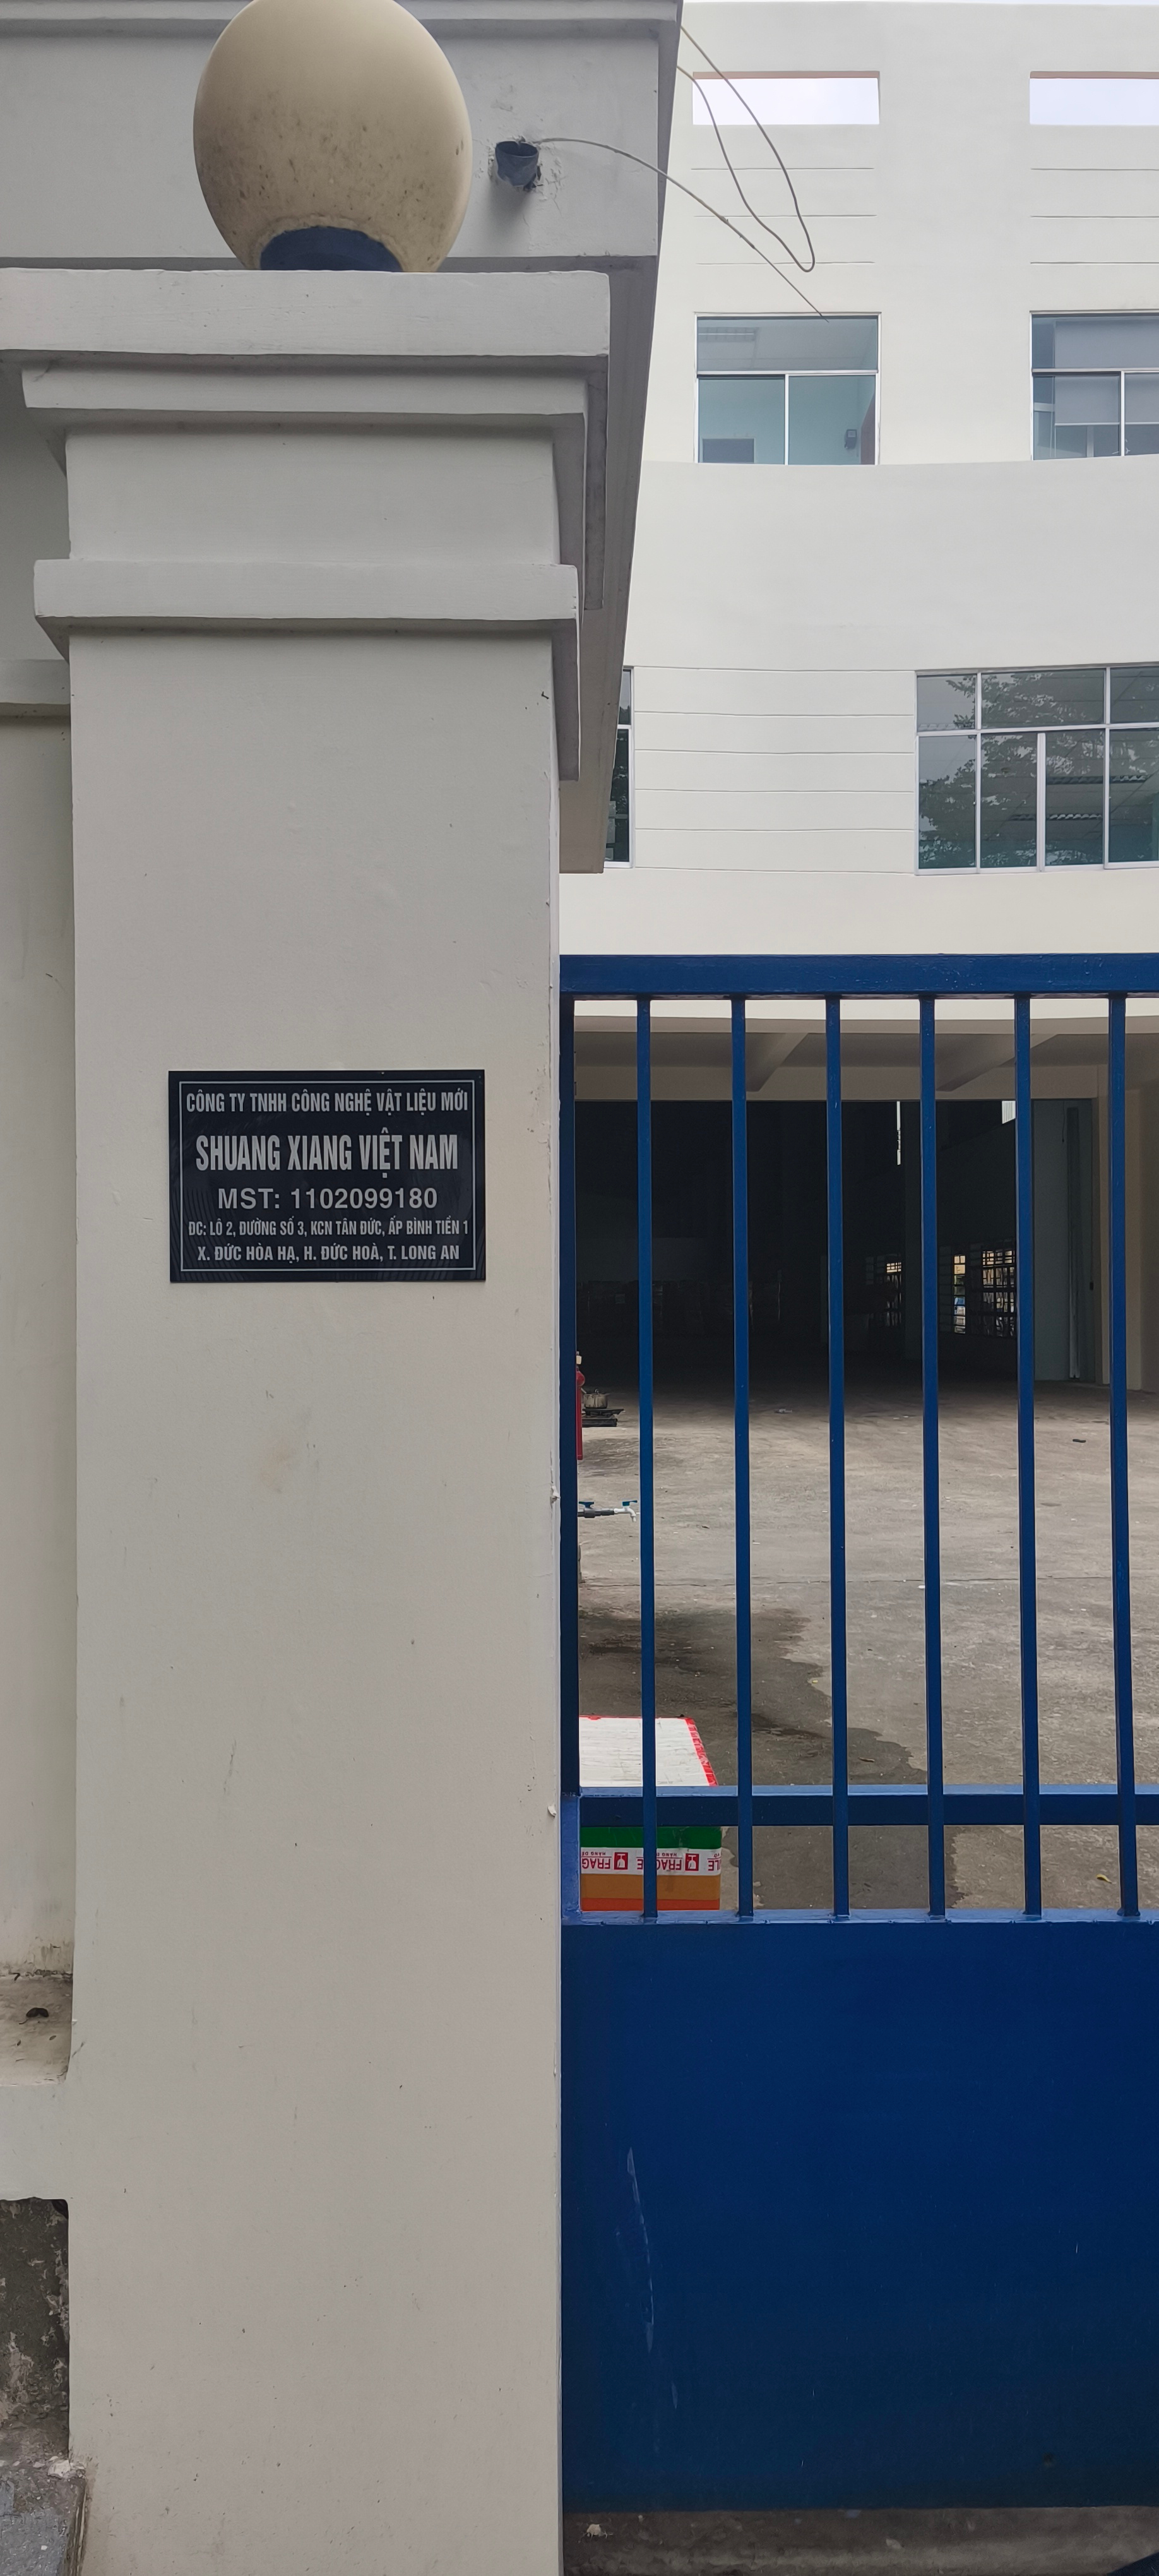 CÔNG TY TNHH CÔNG NGHỆ VẬT LIỆU MỚI
SHUANG XIANG VIỆT NAM
MST: 1102099180
ĐC: LÔ 2, ĐƯỜNG SỐ 3, KCN TÂN ĐỨC, ẤP BÌNH TIỀN 1
X. ĐỨC HÒA HẠ, H. ĐỨC HOÀ, T. LONG AN
FRAG